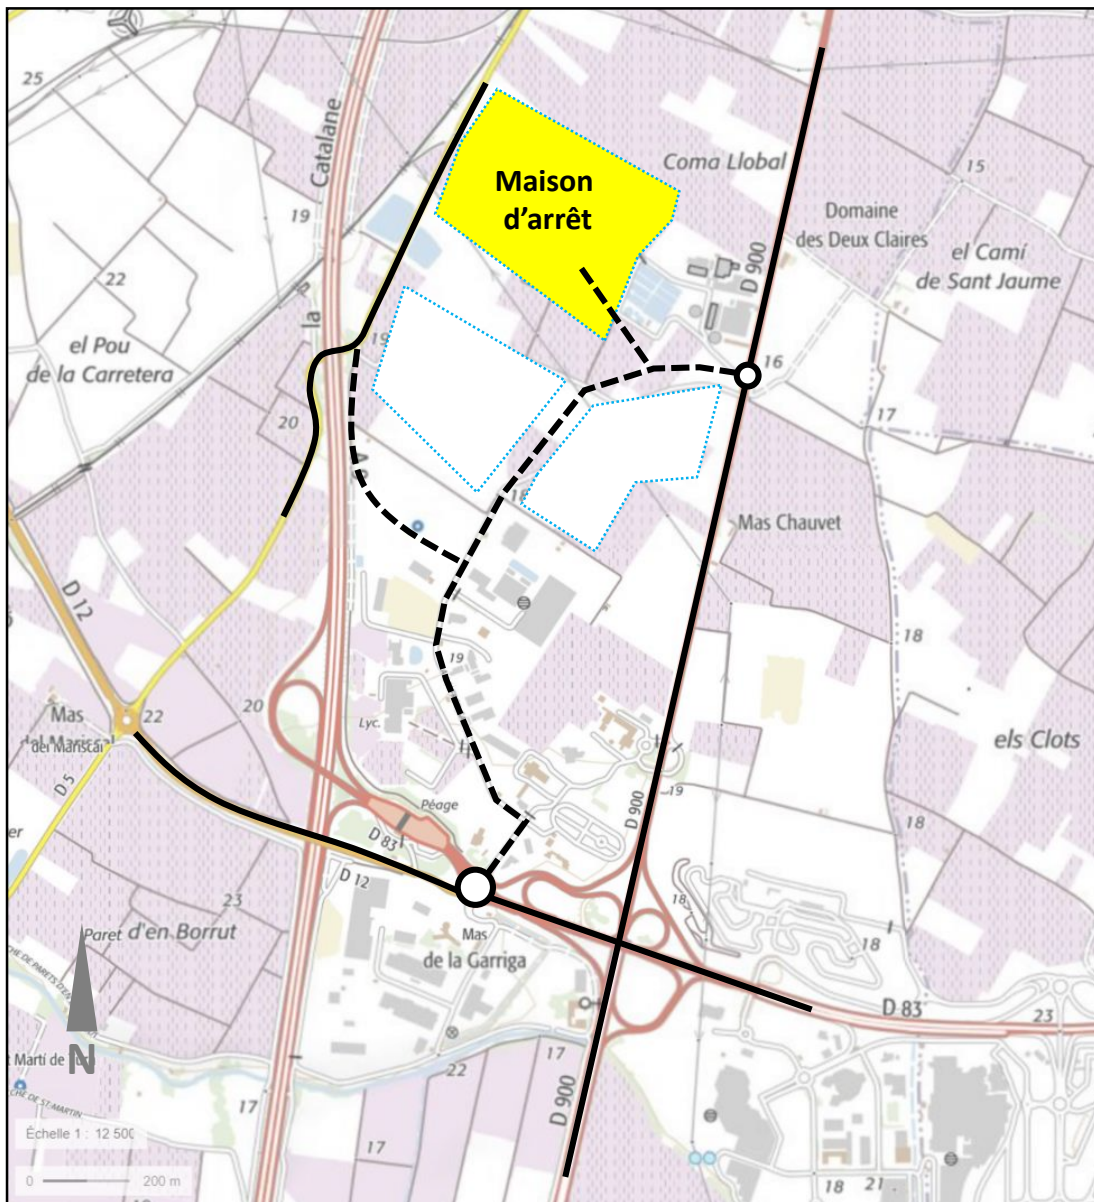 25
Catalane
la
19
Maison
d'arrêt
Coma Llobal
15
Domaine
des Deux Claires
el Camí
de Sant Jaume
D 900
22
el Pou
de la Carretera
19
16
20
17
18
Mas Chauvet
D 12
18
19
20
22
Mas
del Mariscal
D 5
Lyc.
els Clots
Péage
D 83
D 900
19
18
D 12
23
18
18
Paret d'en Borrut
Mas
de la Garriga
D 83
23
N
17
22
17
D 900
17
18
21
Échelle 1 : 12 500
0
200 m